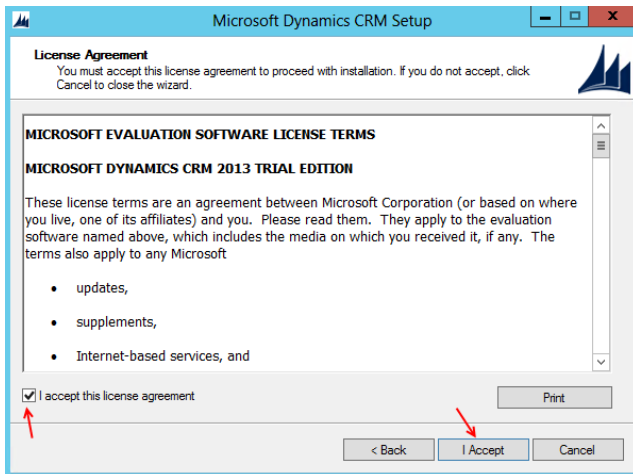 Microsoft Dynamics CRM Setup
License Agreement
You must accept this license agreement to proceed with installation. If you do not accept, click
Cancel to close the wizard.
MICROSOFT EVALUATION SOFTWARE LICENSE TERMS
MICROSOFT DYNAMICS CRM 2013 TRIAL EDITION
These license terms are an agreement between Microsoft Corporation (or based on where
you live, one of its affiliates) and you.  Please read them.  They apply to the evaluation
software named above, which includes the media on which you received it, if any.  The
terms also apply to any Microsoft
• updates,
• supplements,
• Internet-based services, and
I accept this license agreement
Print
< Back
I Accept
Cancel